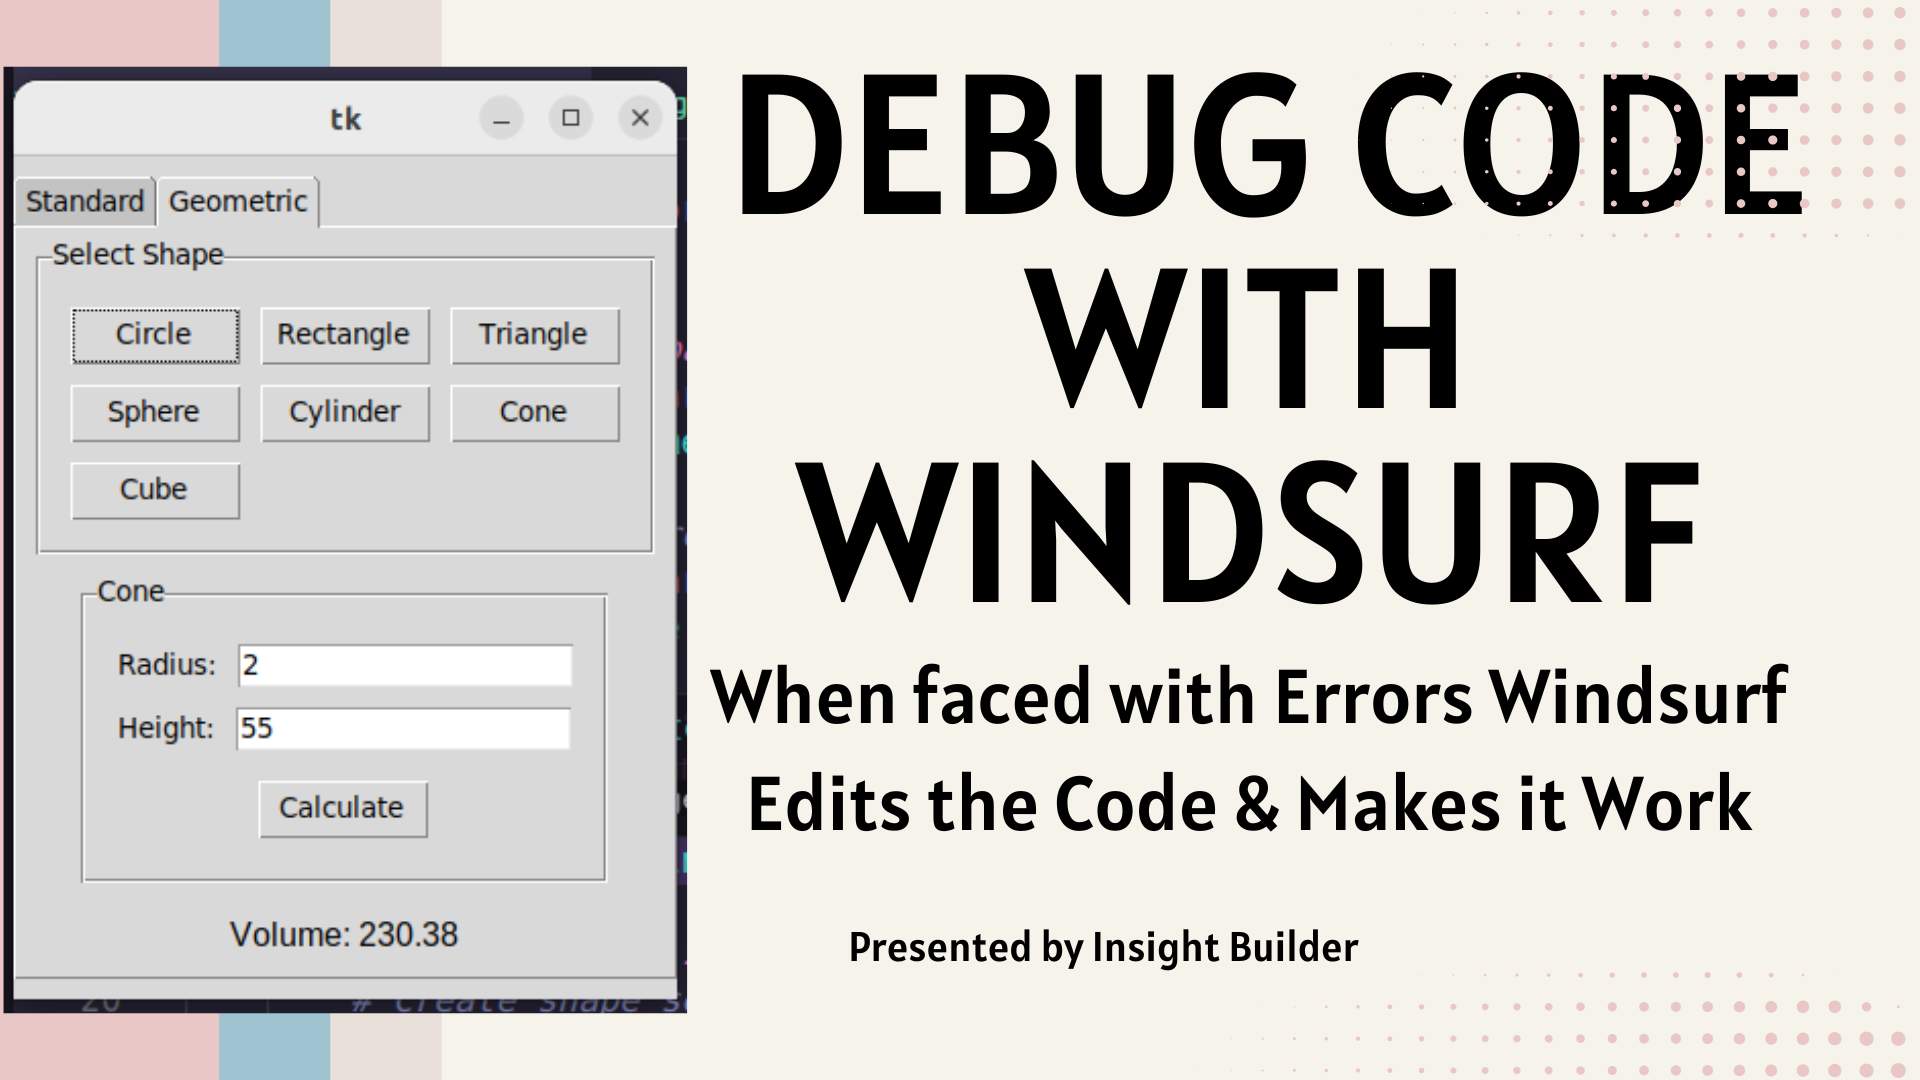 tk
Standard Geometric
Select Shape
Circle Rectangle Triangle
Sphere Cylinder Cone
Cube
Cone
Radius: 2
Height: 55
Calculate
Volume: 230.38
# Create shape s
DEBUG CODE
WITH
WINDSURF
When faced with Errors Windsurf
Edits the Code & Makes it Work
Presented by Insight Builder